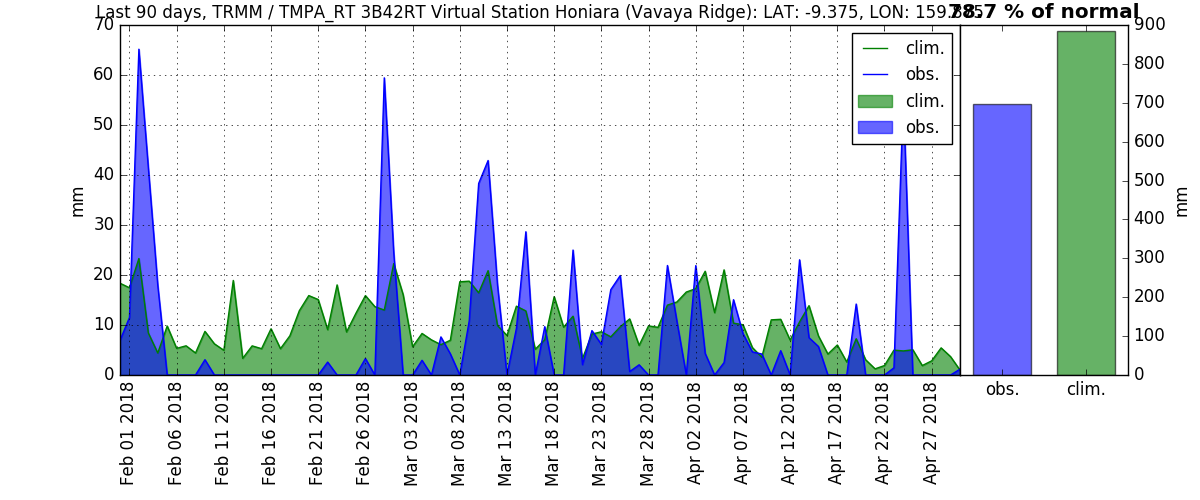 Last 90 days, TRMM / TMPA_RT 3B42RT Virtual Station Honiara (Vavaya Ridge): LAT: -9.375, LON:
78.7 % of normal
70
60
50
40
30
20
10
0
mm
clim.
obs.
clim.
obs.
900
800
700
600
500
400
300
200
100
0
mm
Feb 01 2018
Feb 06 2018
Feb 11 2018
Feb 16 2018
Feb 21 2018
Feb 26 2018
Mar 03 2018
Mar 08 2018
Mar 13 2018
Mar 18 2018
Mar 23 2018
Mar 28 2018
Apr 02 2018
Apr 07 2018
Apr 12 2018
Apr 17 2018
Apr 22 2018
Apr 27 2018
obs.
clim.